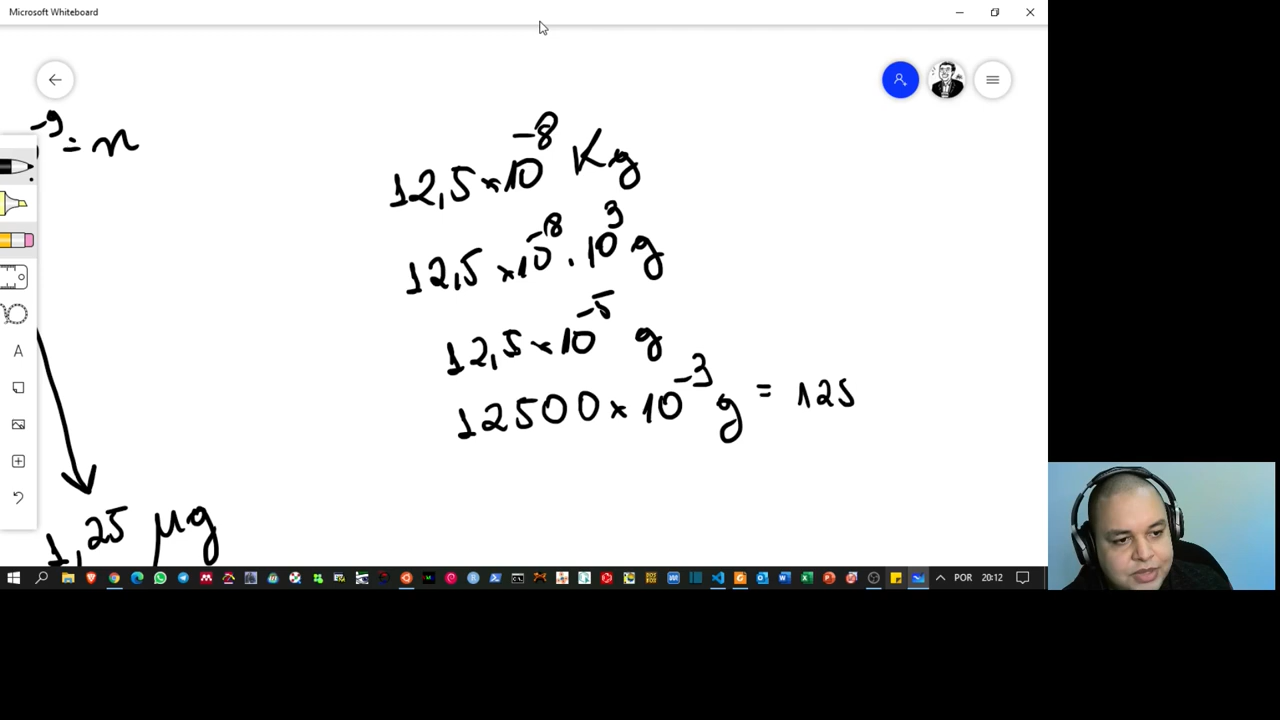 Microsoft Whiteboard
-9 = n
12,5 × 10^-8 Kg
12,5 × 10^-8 . 10^3 g
12,5 × 10^-5 g
12500 × 10^-3 g = 125
1,25 μg
A
POR 20:12